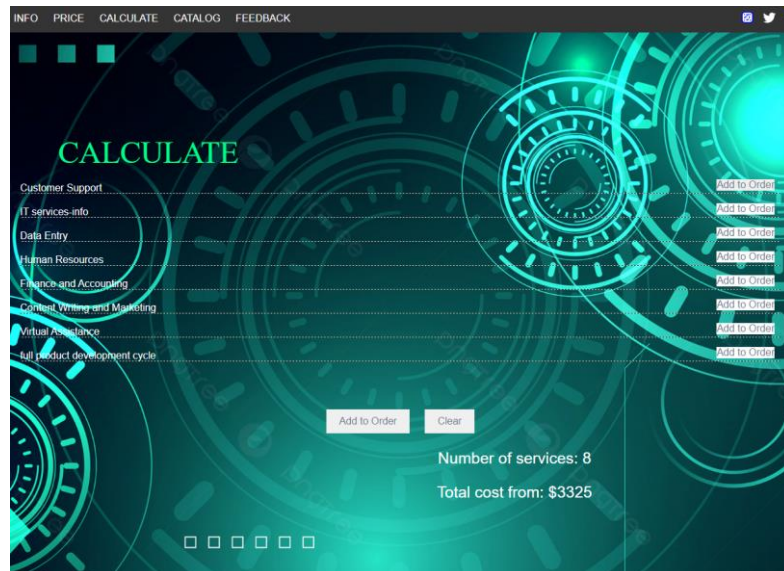 INFO PRICE CALCULATE CATALOG FEEDBACK
CALCULATE
Customer Support Add to Order
IT services-info Add to Order
Data Entry Add to Order
Human Resources Add to Order
Finance and Accounting Add to Order
Content Writing and Marketing Add to Order
Virtual Assistance Add to Order
full product development cycle Add to Order
Add to Order Clear
Number of services: 8
Total cost from: $3325